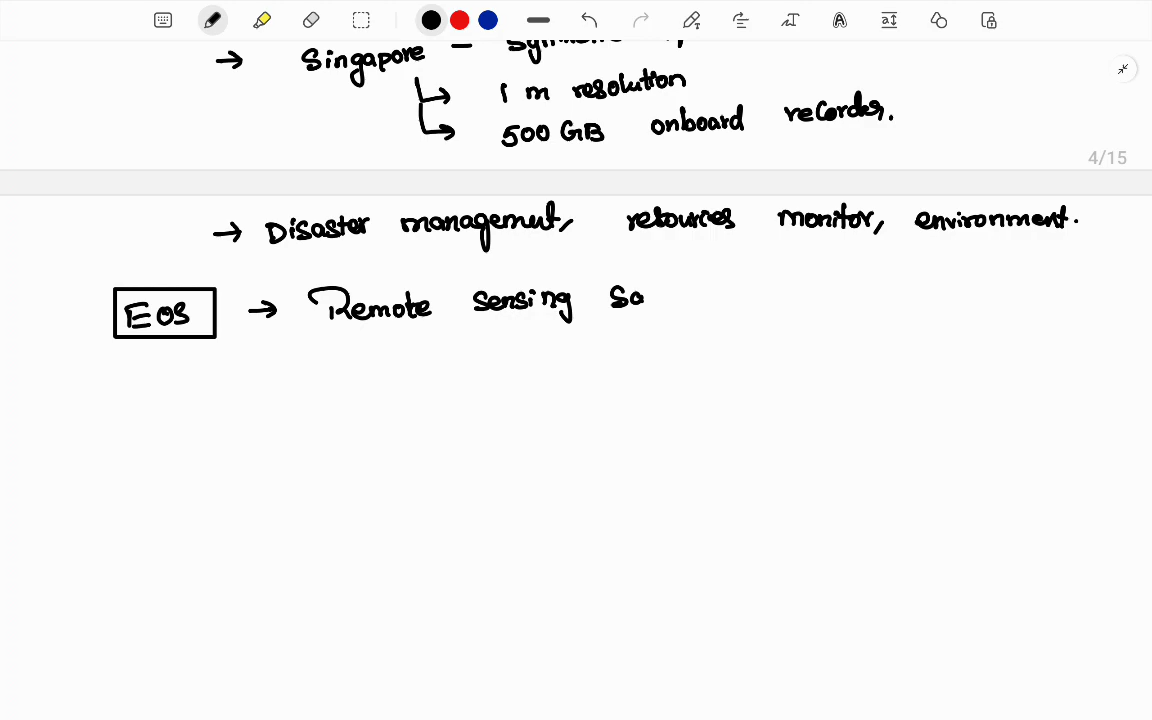 → Singapore –
↳ 1 m resolution
↳ 500 GB onboard recorder.
4/15
→ Disaster management, resources monitor, environment.
EOS → Remote Sensing Sa